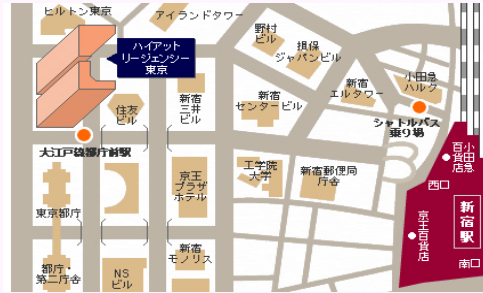 ヒルトン東京
アイランドタワー
野村
ビル
損保
ジャパンビル
ハイアット
リージェンシー
東京
小田急
ハルク
新宿
エルタワー
住友
ビル
新宿
三井
ビル
新宿
センタービル
シャトルバス
乗り場
大江戸線都庁前駅
小田急
百貨店
西口
新宿駅
京王百貨店
南口
工学院
大学
新宿郵便局
庁舎
京王
プラザ
ホテル
東京都庁
都庁・
第二庁舎
NS
ビル
新宿
モノリス